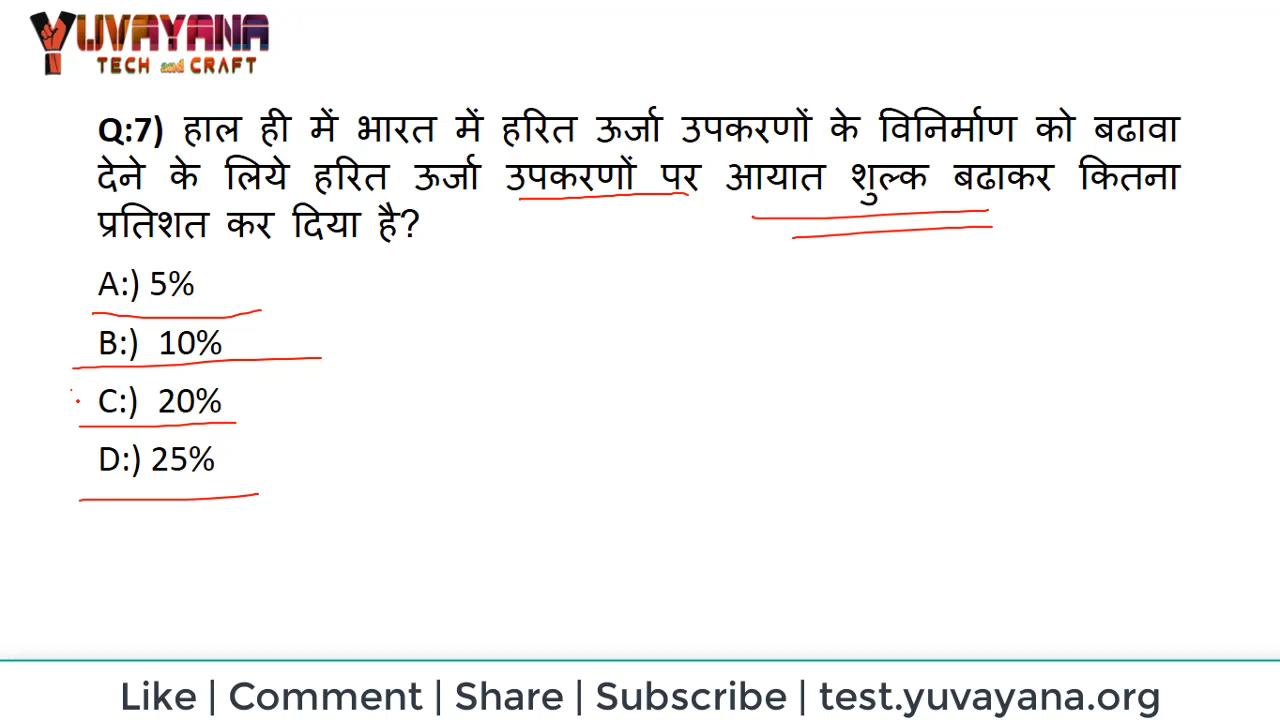 YUVAYANA
TECH and CRAFT
Q:7) हाल ही में भारत में हरित ऊर्जा उपकरणों के विनिर्माण को बढावा
देने के लिये हरित ऊर्जा उपकरणों पर आयात शुल्क बढाकर कितना
प्रतिशत कर दिया है?
A:) 5%
B:) 10%
C:) 20%
D:) 25%
Like | Comment | Share | Subscribe | test.yuvayana.org